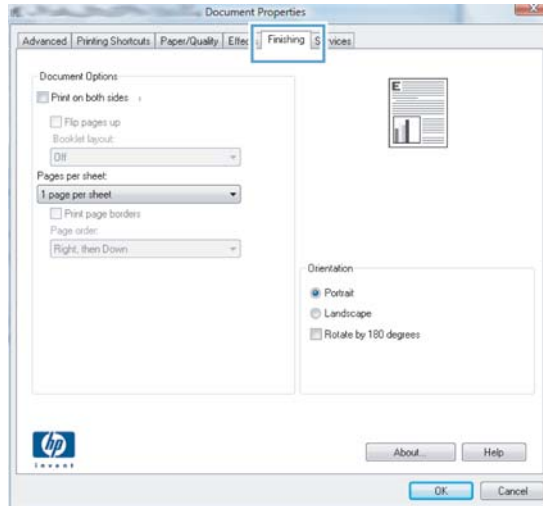 Document Properties
Advanced Printing Shortcuts Paper/Quality Finishing
Document Options
Print on both sides
Flip pages up
Booklet layout:
Off
Pages per sheet:
1 page per sheet
Print page borders
Page order:
Right, then Down
E
Orientation
Portrait
Landscape
Rotate by 180 degrees
hp
invent
About... Help
OK Cancel